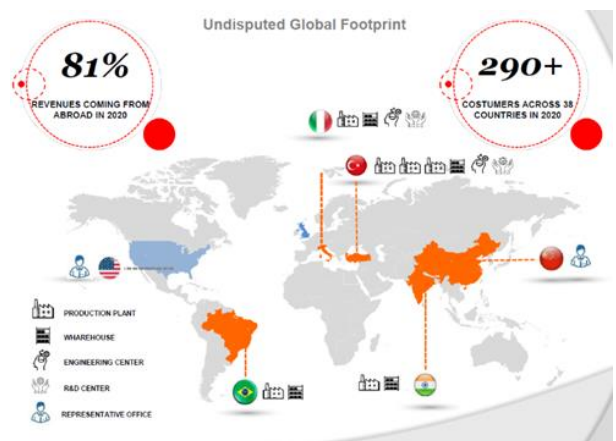 Undisputed Global Footprint
81%
REVENUES COMING FROM
ABROAD IN 2020
290+
COSTUMERS ACROSS 38
COUNTRIES IN 2020
PRODUCTION PLANT
WHAREHOUSE
ENGINEERING CENTER
R&D CENTER
REPRESENTATIVE OFFICE